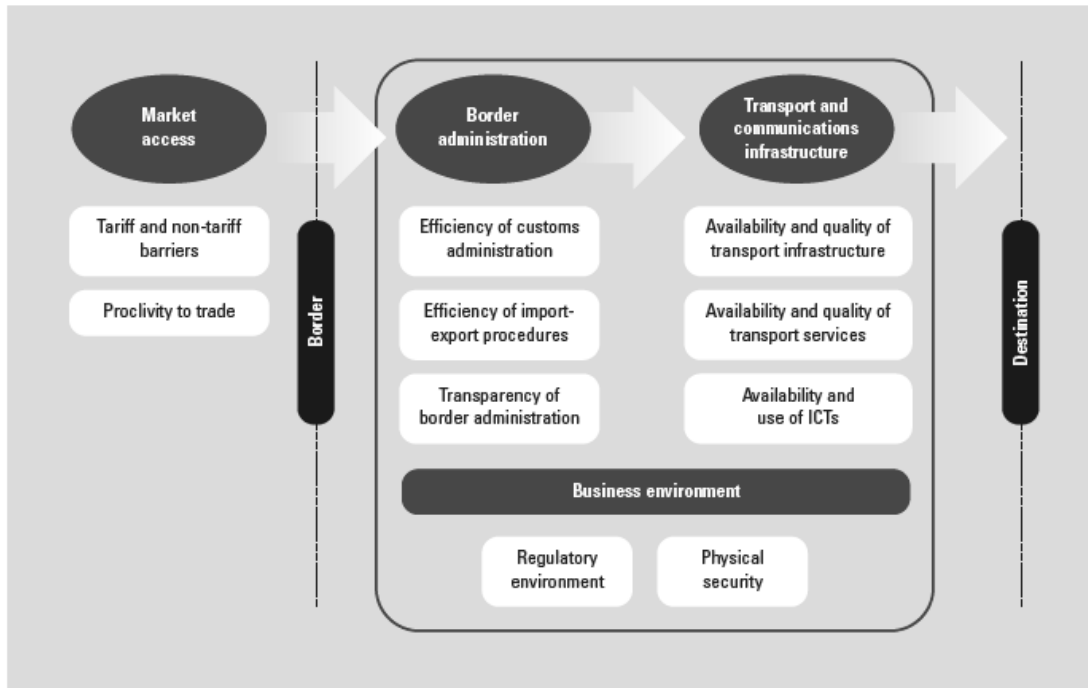 Market
access
Border
administration
Transport and
communications
infrastructure
Tariff and non-tariff
barriers
Proclivity to trade
Border
Efficiency of customs
administration
Efficiency of import-
export procedures
Transparency of
border administration
Availability and quality of
transport infrastructure
Availability and quality of
transport services
Availability and
use of ICTs
Destination
Business environment
Regulatory
environment
Physical
security